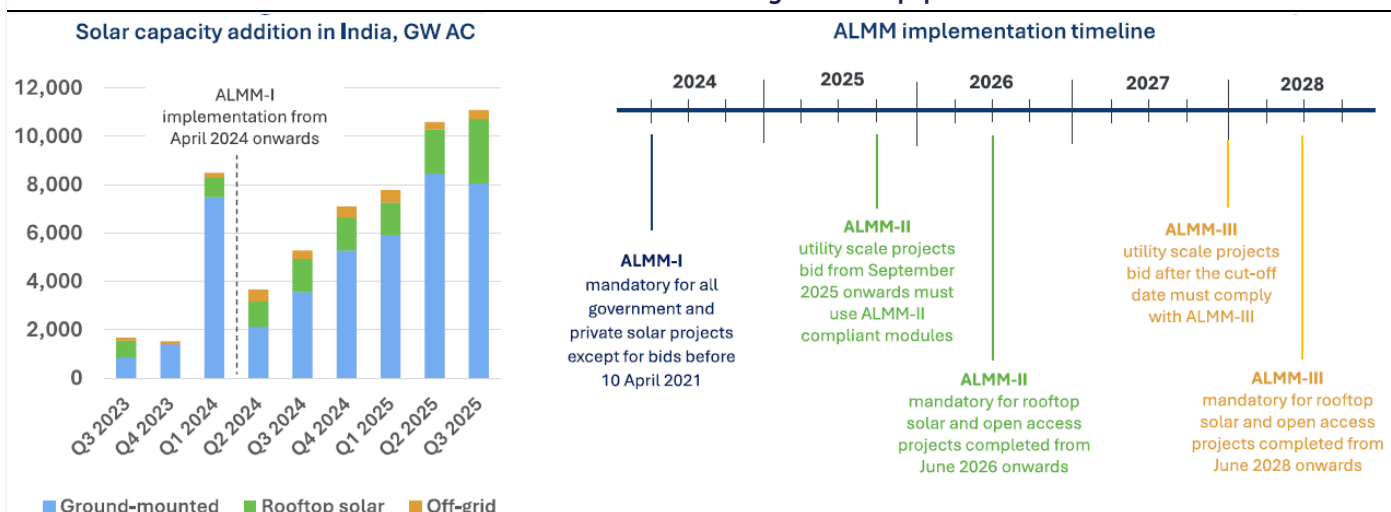 Solar capacity addition in India, GW AC
12,000
10,000
8,000
6,000
4,000
2,000
0
ALMM-I
implementation from
April 2024 onwards
Q3 2023
Q4 2023
Q1 2024
Q2 2024
Q3 2024
Q4 2024
Q1 2025
Q2 2025
Q3 2025
Ground-mounted
Rooftop solar
Off-grid
ALMM implementation timeline
2024
2025
2026
2027
2028
ALMM-I
mandatory for all
government and
private solar projects
except for bids before
10 April 2021
ALMM-II
utility scale projects
bid from September
2025 onwards must
use ALMM-II
compliant modules
ALMM-II
mandatory for rooftop
solar and open access
projects completed from
June 2026 onwards
ALMM-III
utility scale projects
bid after the cut-off
date must comply
with ALMM-III
ALMM-III
mandatory for rooftop
solar and open access
projects completed from
June 2028 onwards